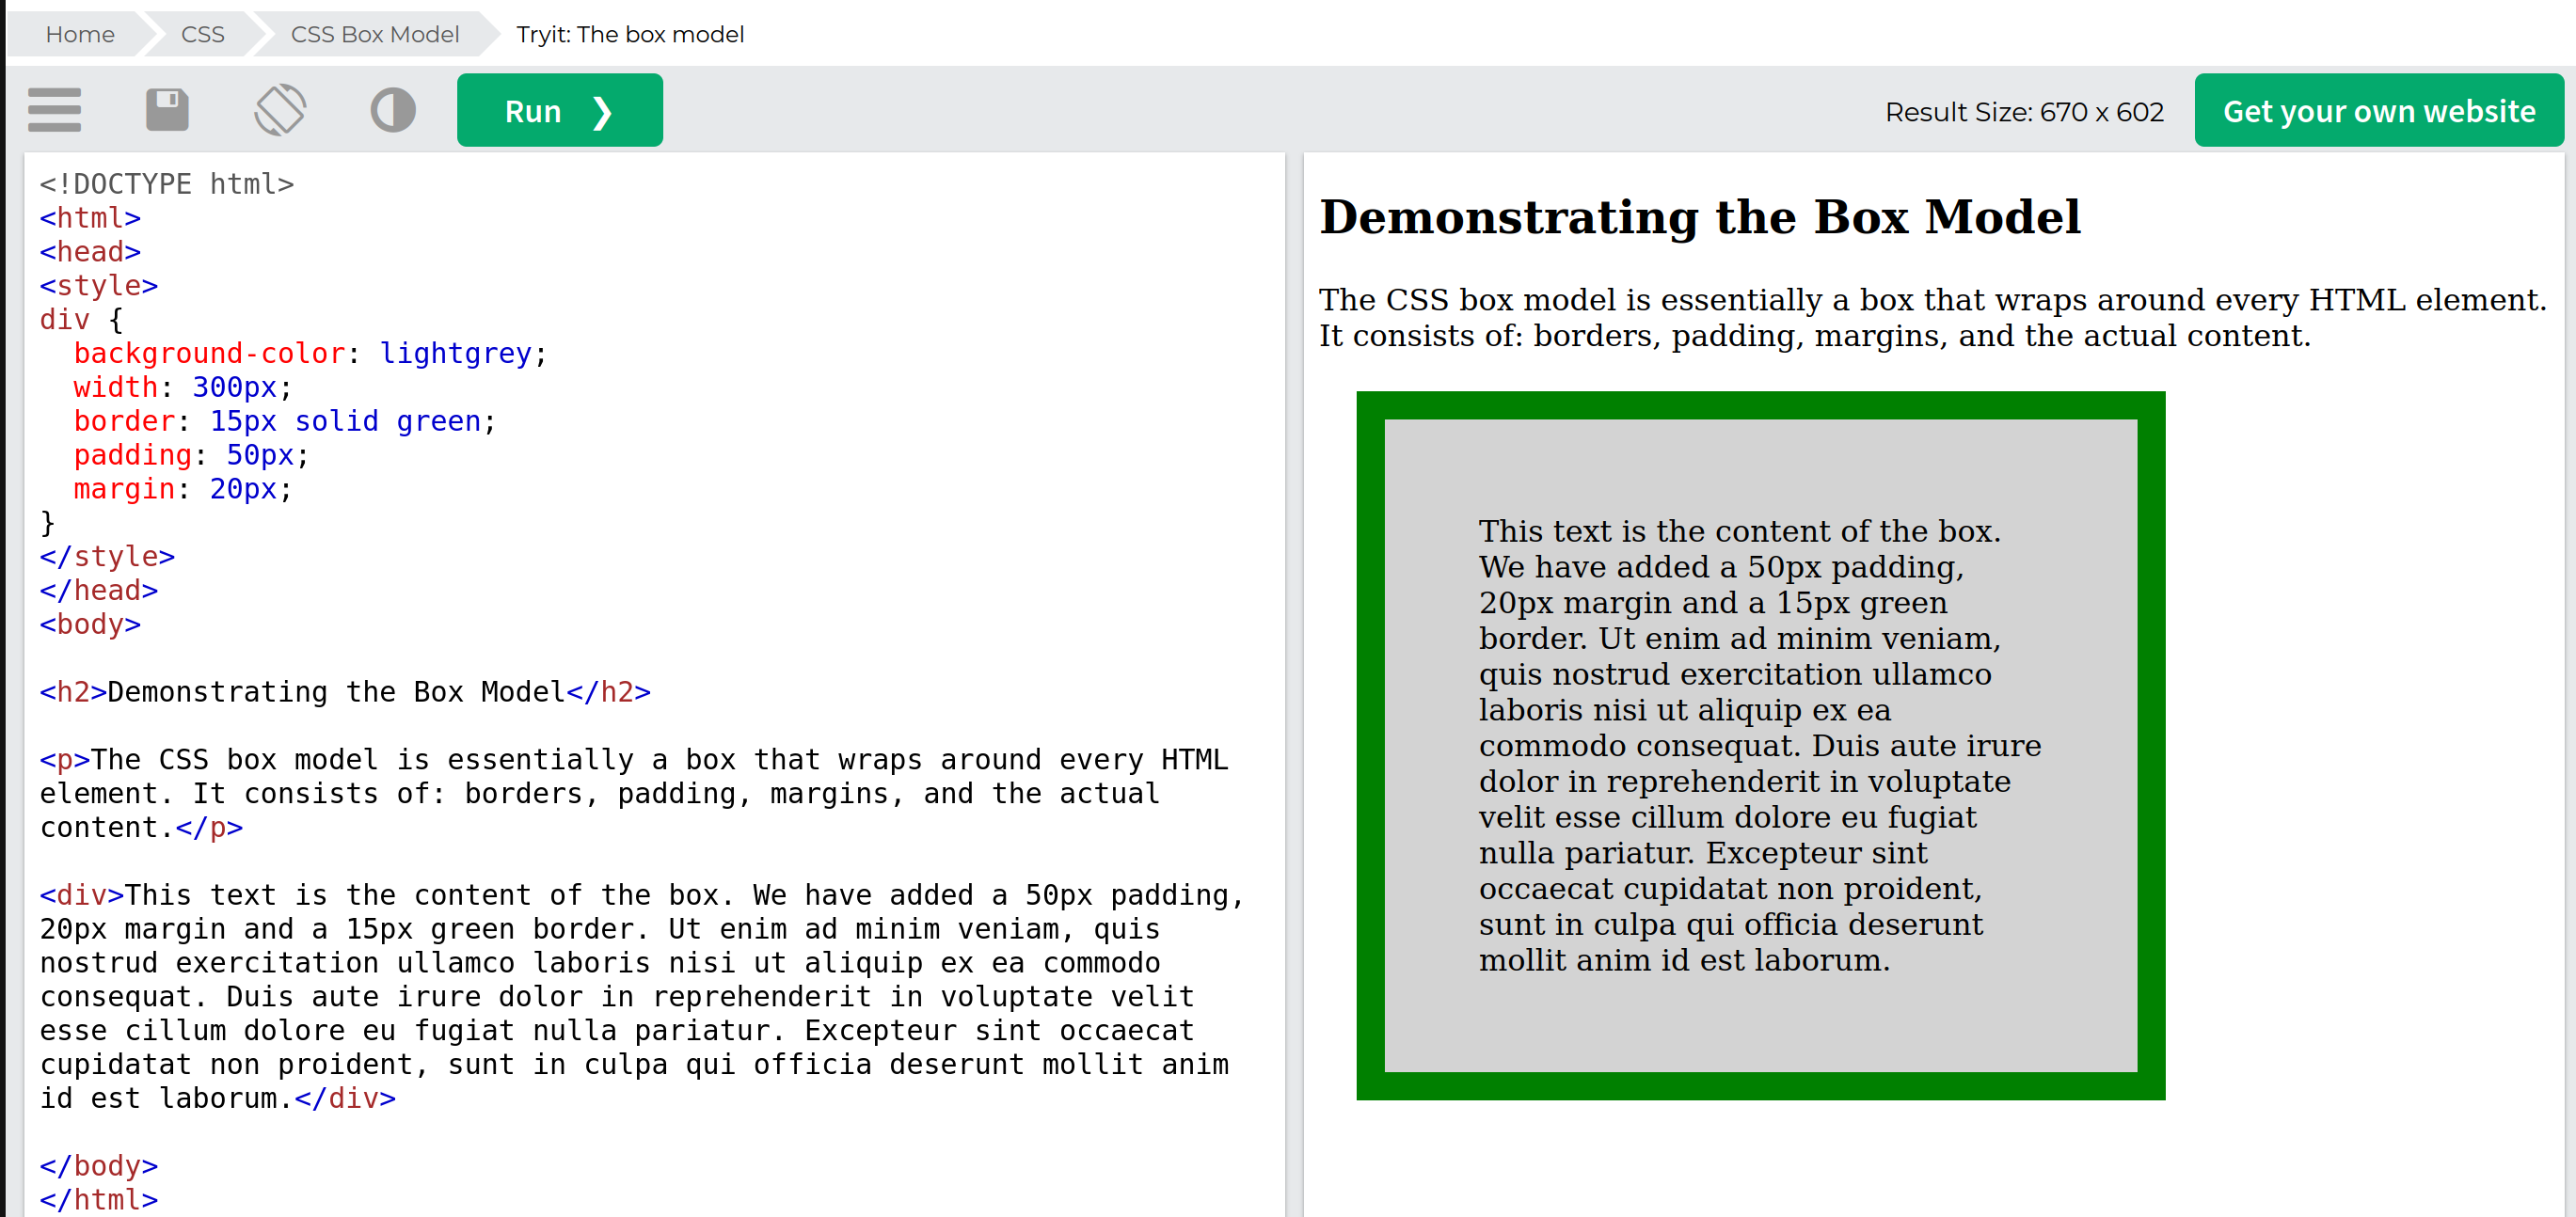 Home CSS CSS Box Model Tryit: The box model
Run ❯ Result Size: 670 x 602 Get your own website
<!DOCTYPE html>
<html>
<head>
<style>
div {
  background-color: lightgrey;
  width: 300px;
  border: 15px solid green;
  padding: 50px;
  margin: 20px;
}
</style>
</head>
<body>

<h2>Demonstrating the Box Model</h2>

<p>The CSS box model is essentially a box that wraps around every HTML
element. It consists of: borders, padding, margins, and the actual
content.</p>

<div>This text is the content of the box. We have added a 50px padding,
20px margin and a 15px green border. Ut enim ad minim veniam, quis
nostrud exercitation ullamco laboris nisi ut aliquip ex ea commodo
consequat. Duis aute irure dolor in reprehenderit in voluptate velit
esse cillum dolore eu fugiat nulla pariatur. Excepteur sint occaecat
cupidatat non proident, sunt in culpa qui officia deserunt mollit anim
id est laborum.</div>

</body>
</html>
Demonstrating the Box Model
The CSS box model is essentially a box that wraps around every HTML element.
It consists of: borders, padding, margins, and the actual content.
This text is the content of the box.
We have added a 50px padding,
20px margin and a 15px green
border. Ut enim ad minim veniam,
quis nostrud exercitation ullamco
laboris nisi ut aliquip ex ea
commodo consequat. Duis aute irure
dolor in reprehenderit in voluptate
velit esse cillum dolore eu fugiat
nulla pariatur. Excepteur sint
occaecat cupidatat non proident,
sunt in culpa qui officia deserunt
mollit anim id est laborum.